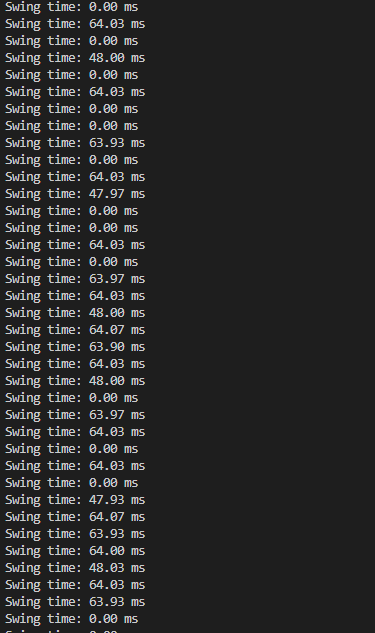 Swing time: 0.00 ms
Swing time: 64.03 ms
Swing time: 0.00 ms
Swing time: 48.00 ms
Swing time: 0.00 ms
Swing time: 64.03 ms
Swing time: 0.00 ms
Swing time: 0.00 ms
Swing time: 63.93 ms
Swing time: 0.00 ms
Swing time: 64.03 ms
Swing time: 47.97 ms
Swing time: 0.00 ms
Swing time: 0.00 ms
Swing time: 64.03 ms
Swing time: 0.00 ms
Swing time: 63.97 ms
Swing time: 64.03 ms
Swing time: 48.00 ms
Swing time: 64.07 ms
Swing time: 63.90 ms
Swing time: 64.03 ms
Swing time: 48.00 ms
Swing time: 0.00 ms
Swing time: 63.97 ms
Swing time: 64.03 ms
Swing time: 0.00 ms
Swing time: 64.03 ms
Swing time: 0.00 ms
Swing time: 47.93 ms
Swing time: 64.07 ms
Swing time: 63.93 ms
Swing time: 64.00 ms
Swing time: 48.03 ms
Swing time: 64.03 ms
Swing time: 63.93 ms
Swing time: 0.00 ms